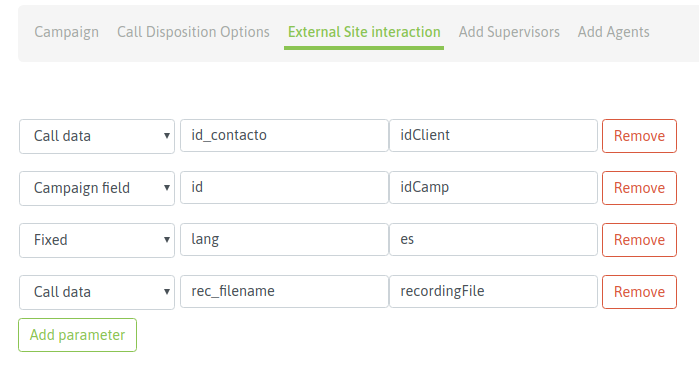 Campaign Call Disposition Options External Site interaction Add Supervisors Add Agents
Call data id_contacto idClient Remove
Campaign field id idCamp Remove
Fixed lang es Remove
Call data rec_filename recordingFile Remove
Add parameter